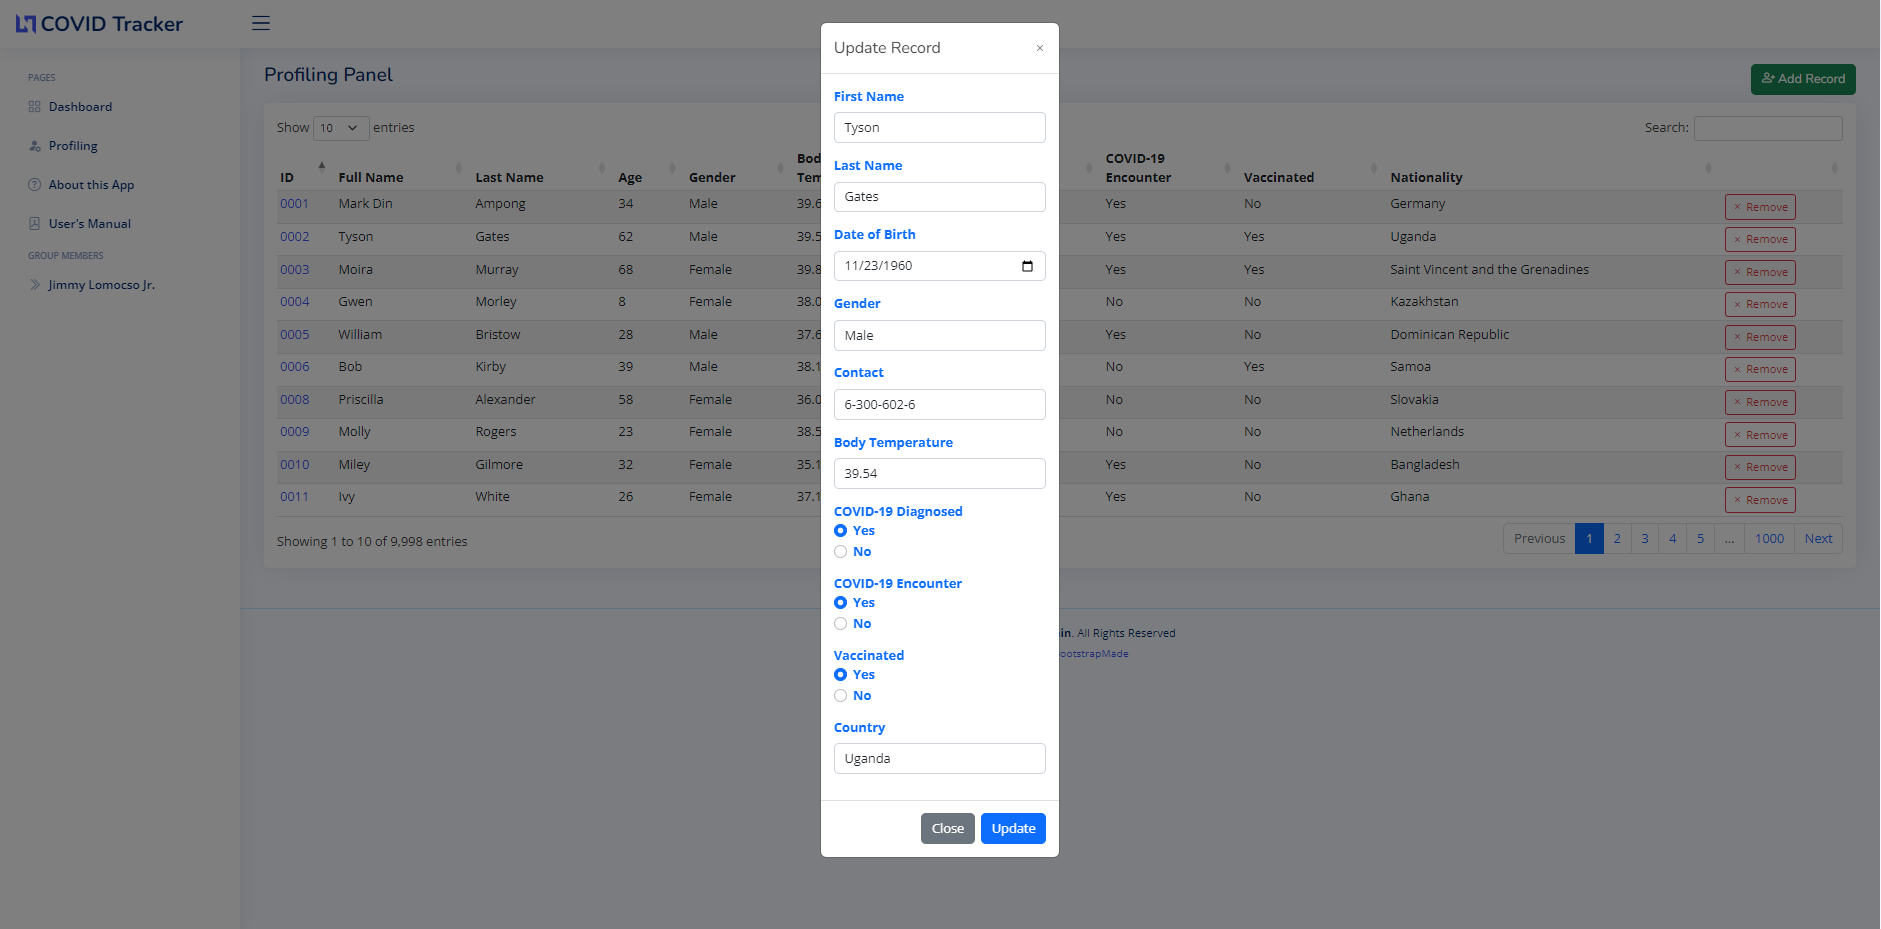 COVID Tracker
PAGES
Dashboard
Profiling
About this App
User's Manual
GROUP MEMBERS
Jimmy Lomocso Jr.
Profiling Panel
Add Record
Show 10 entries
Search:
ID Full Name Last Name Age Gender COVID-19 Encounter Vaccinated Nationality
0001 Mark Din Ampong 34 Male 39.6 Yes No Germany × Remove
0002 Tyson Gates 62 Male 39.5 Yes Yes Uganda × Remove
0003 Moira Murray 68 Female 39.8 Yes Yes Saint Vincent and the Grenadines × Remove
0004 Gwen Morley 8 Female 38.0 No No Kazakhstan × Remove
0005 William Bristow 28 Male 37.6 Yes No Dominican Republic × Remove
0006 Bob Kirby 39 Male 38.1 No Yes Samoa × Remove
0008 Priscilla Alexander 58 Female 36.0 No No Slovakia × Remove
0009 Molly Rogers 23 Female 38.5 No No Netherlands × Remove
0010 Miley Gilmore 32 Female 35.1 Yes No Bangladesh × Remove
0011 Ivy White 26 Female 37.1 Yes No Ghana × Remove
Showing 1 to 10 of 9,998 entries
Previous 1 2 3 4 5 ... 1000 Next
. All Rights Reserved
Update Record ×
First Name
Tyson
Last Name
Gates
Date of Birth
11/23/1960
Gender
Male
Contact
6-300-602-6
Body Temperature
39.54
COVID-19 Diagnosed
Yes
No
COVID-19 Encounter
Yes
No
Vaccinated
Yes
No
Country
Uganda
Close Update